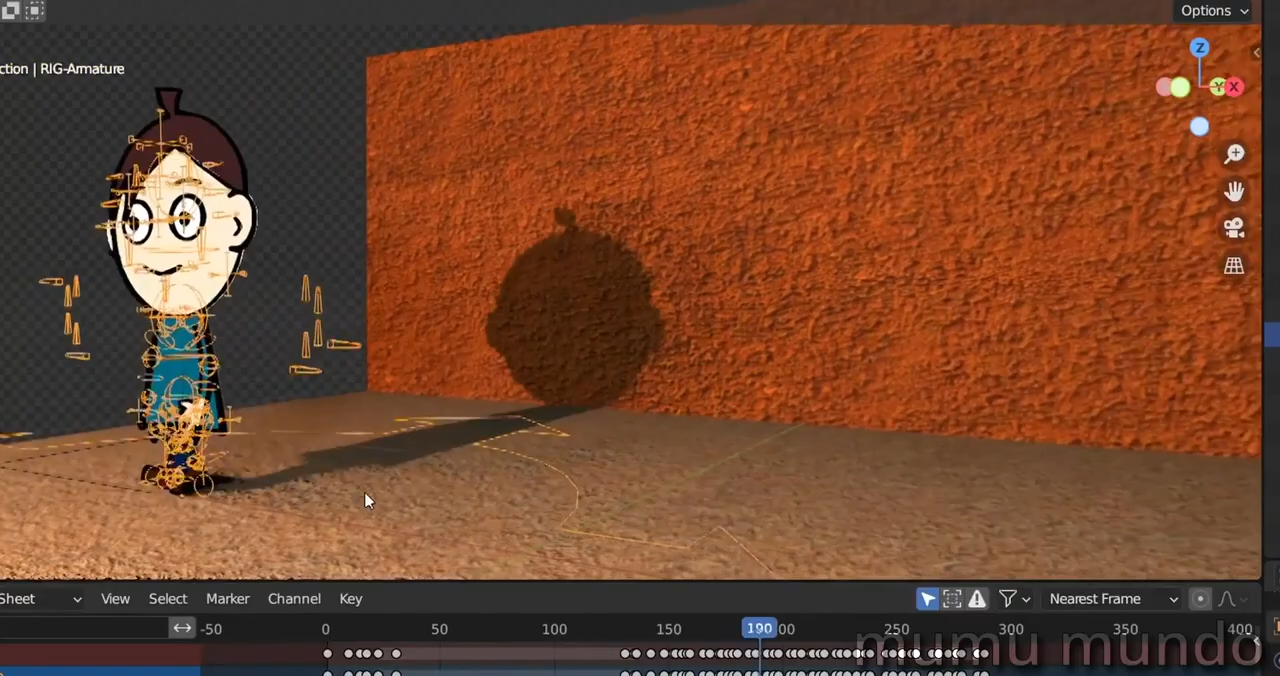 Options
ction | RIG-Armature
Z
Y X
Sheet View Select Marker Channel Key Nearest Frame
-50 0 50 100 150 190 00 250 300 350 400
mumu mundo